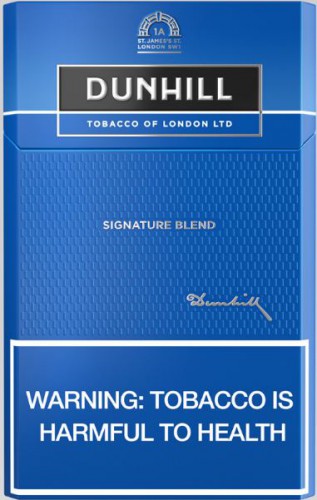 1A
ST. JAMES'S ST.
LONDON SW1
DUNHILL
TOBACCO OF LONDON LTD
SIGNATURE BLEND
Dunhill
WARNING: TOBACCO IS
HARMFUL TO HEALTH